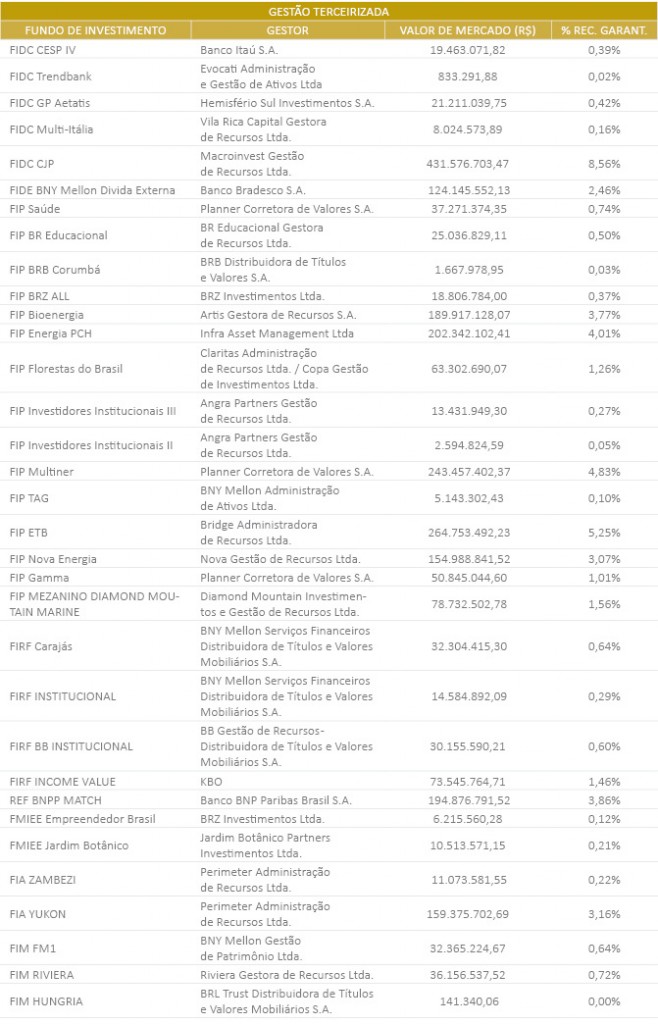 GESTÃO TERCEIRIZADA
FUNDO DE INVESTIMENTO GESTOR VALOR DE MERCADO (R$) % REC. GARANT.
FIDC CESP IV Banco Itaú S.A. 19.463.071,82 0,39%
FIDC Trendbank Evocati Administração
e Gestão de Ativos Ltda 833.291,88 0,02%
FIDC GP Aetatis Hemisfério Sul Investimentos S.A. 21.211.039,75 0,42%
FIDC Multi-Itália Vila Rica Capital Gestora
de Recursos Ltda. 8.024.573,89 0,16%
FIDC CJP Macroinvest Gestão
de Recursos Ltda. 431.576.703,47 8,56%
FIDE BNY Mellon Divida Externa Banco Bradesco S.A. 124.145.552,13 2,46%
FIP Saúde Planner Corretora de Valores S.A. 37.271.374,35 0,74%
FIP BR Educacional BR Educacional Gestora
de Recursos Ltda. 25.036.829,11 0,50%
FIP BRB Corumbá BRB Distribuidora de Títulos
e Valores S.A. 1.667.978,95 0,03%
FIP BRZ ALL BRZ Investimentos Ltda. 18.806.784,00 0,37%
FIP Bioenergia Artis Gestora de Recursos S.A. 189.917.128,07 3,77%
FIP Energia PCH Infra Asset Management Ltda 202.342.102,41 4,01%
FIP Florestas do Brasil Claritas Administração
de Recursos Ltda. / Copa Gestão
de Investimentos Ltda. 63.302.690,07 1,26%
FIP Investidores Institucionais III Angra Partners Gestão
de Recursos Ltda. 13.431.949,30 0,27%
FIP Investidores Institucionais II Angra Partners Gestão
de Recursos Ltda. 2.594.824,59 0,05%
FIP Multiner Planner Corretora de Valores S.A. 243.457.402,37 4,83%
FIP TAG BNY Mellon Administração
de Ativos Ltda. 5.143.302,43 0,10%
FIP ETB Bridge Administradora
de Recursos Ltda. 264.753.492,23 5,25%
FIP Nova Energia Nova Gestão de Recursos Ltda. 154.988.841,52 3,07%
FIP Gamma Planner Corretora de Valores S.A. 50.845.044,60 1,01%
FIP MEZANINO DIAMOND MOU- Diamond Mountain Investimen-
TAIN MARINE tos e Gestão de Recursos Ltda. 78.732.502,78 1,56%
FIRF Carajás BNY Mellon Serviços Financeiros
Distribuidora de Títulos e Valores
Mobiliários S.A. 32.304.415,30 0,64%
FIRF INSTITUCIONAL BNY Mellon Serviços Financeiros
Distribuidora de Títulos e Valores
Mobiliários S.A. 14.584.892,09 0,29%
FIRF BB INSTITUCIONAL BB Gestão de Recursos-
Distribuidora de Títulos e Valores
Mobiliários S.A. 30.155.590,21 0,60%
FIRF INCOME VALUE KBO 73.545.764,71 1,46%
REF BNPP MATCH Banco BNP Paribas Brasil S.A. 194.876.791,52 3,86%
FMIEE Empreendedor Brasil BRZ Investimentos Ltda. 6.215.560,28 0,12%
FMIEE Jardim Botânico Jardim Botânico Partners
Investimentos Ltda. 10.513.571,15 0,21%
FIA ZAMBEZI Perimeter Administração
de Recursos Ltda. 11.073.581,55 0,22%
FIA YUKON Perimeter Administração
de Recursos Ltda. 159.375.702,69 3,16%
FIM FM1 BNY Mellon Gestão
de Patrimônio Ltda. 32.365.224,67 0,64%
FIM RIVIERA Riviera Gestora de Recursos Ltda. 36.156.537,52 0,72%
FIM HUNGRIA BRL Trust Distribuidora de Títulos
e Valores Mobiliários S.A. 141.340,06 0,00%